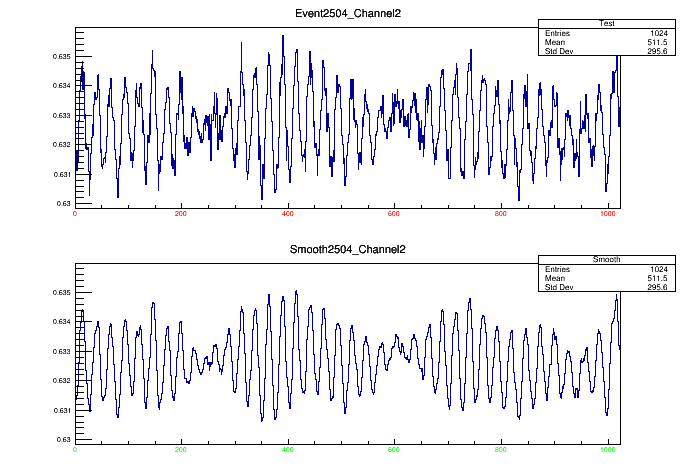 Event2504_Channel2
Test
Entries 1024
Mean 511.5
Std Dev 295.6
0.635
0.634
0.633
0.632
0.631
0.63
0 200 400 600 800 1000
Smooth2504_Channel2
Smooth
Entries 1024
Mean 511.5
Std Dev 295.6
0.635
0.634
0.633
0.632
0.631
0.63
0 200 400 600 800 1000